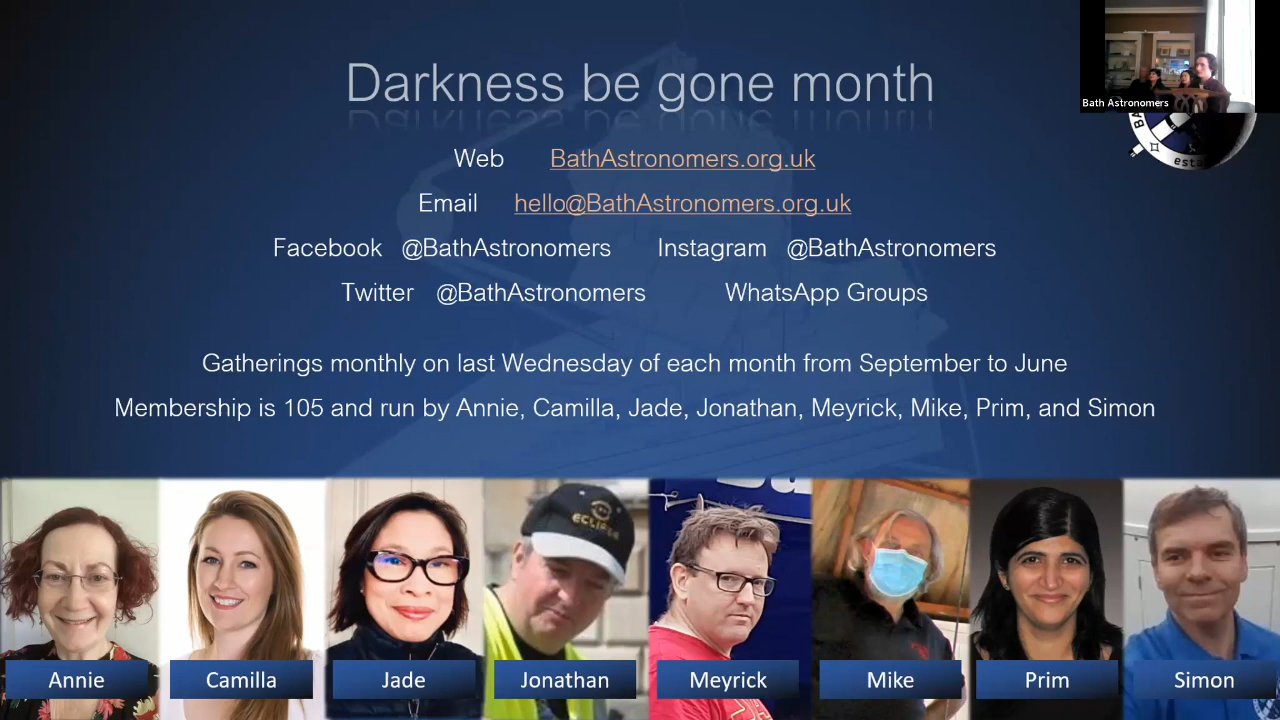 Darkness be gone month
Bath Astronomers
BA
esta
Web BathAstronomers.org.uk
Email hello@BathAstronomers.org.uk
Facebook @BathAstronomers Instagram @BathAstronomers
Twitter @BathAstronomers WhatsApp Groups
Gatherings monthly on last Wednesday of each month from September to June
Membership is 105 and run by Annie, Camilla, Jade, Jonathan, Meyrick, Mike, Prim, and Simon
Annie
Camilla
Jade
Jonathan
Meyrick
Mike
Prim
Simon